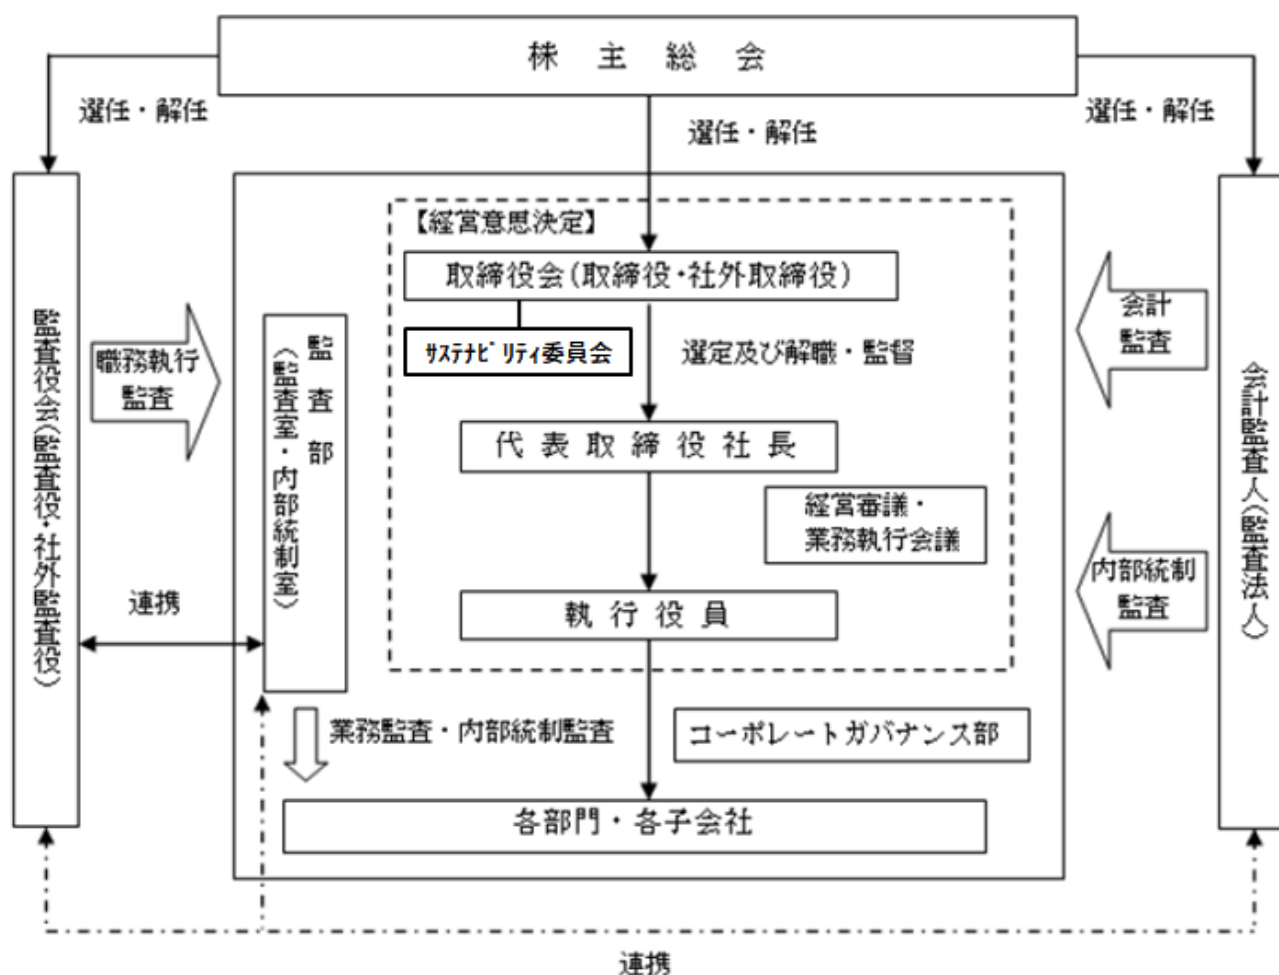 株主総会
選任・解任
選任・解任
選任・解任
【経営意思決定】
取締役会(取締役・社外取締役)
ｻｽﾃﾅﾋﾞﾘﾃｨ委員会
選定及び解職・監督
代表取締役社長
経営審議・
業務執行会議
執行役員
監査部
(監査室・内部統制室)
監査役会(監査役・社外監査役)
職務執行
監査
連携
会計
監査
内部統制
監査
会計監査人(監査法人)
業務監査・内部統制監査
コーポレートガバナンス部
各部門・各子会社
連携